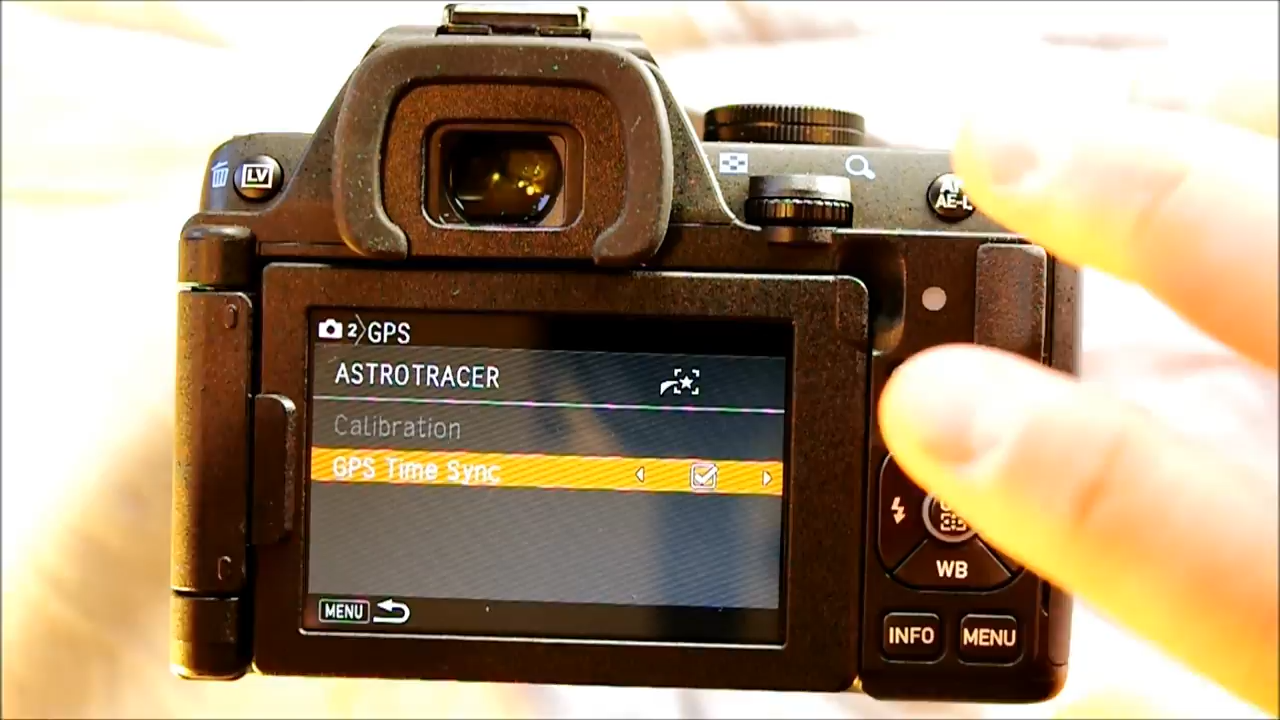 LV
AE-L
2 GPS
ASTROTRACER
Calibration
GPS Time Sync
MENU
WB
INFO MENU